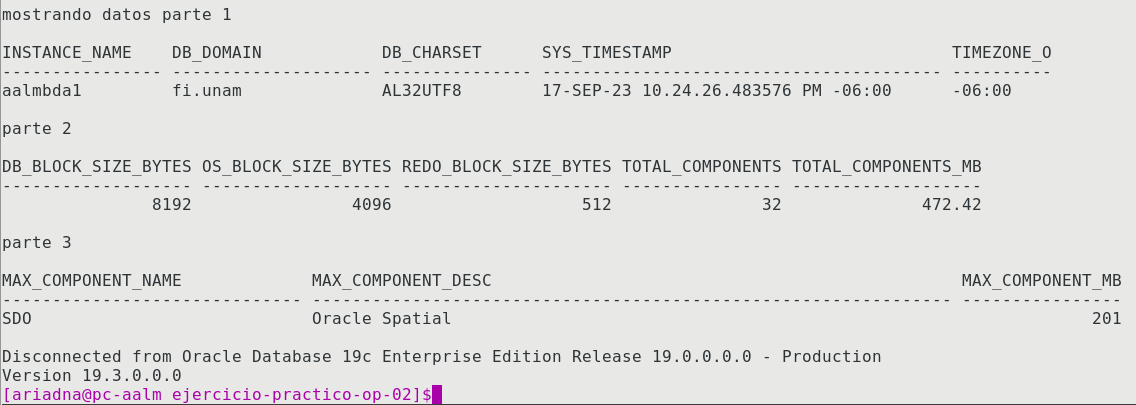 mostrando datos parte 1
INSTANCE_NAME    DB_DOMAIN            DB_CHARSET      SYS_TIMESTAMP                            TIMEZONE_O
---------------- -------------------- --------------- ---------------------------------------- ----------
aalmbda1         fi.unam              AL32UTF8        17-SEP-23 10.24.26.483576 PM -06:00      -06:00
parte 2
DB_BLOCK_SIZE_BYTES OS_BLOCK_SIZE_BYTES REDO_BLOCK_SIZE_BYTES TOTAL_COMPONENTS TOTAL_COMPONENTS_MB
------------------- ------------------- --------------------- ---------------- -------------------
               8192                4096                   512               32              472.42
parte 3
MAX_COMPONENT_NAME             MAX_COMPONENT_DESC                                               MAX_COMPONENT_MB
------------------------------ ---------------------------------------------------------------- ----------------
SDO                            Oracle Spatial                                                                201
Disconnected from Oracle Database 19c Enterprise Edition Release 19.0.0.0.0 - Production
Version 19.3.0.0.0
[ariadna@pc-aalm ejercicio-practico-op-02]$